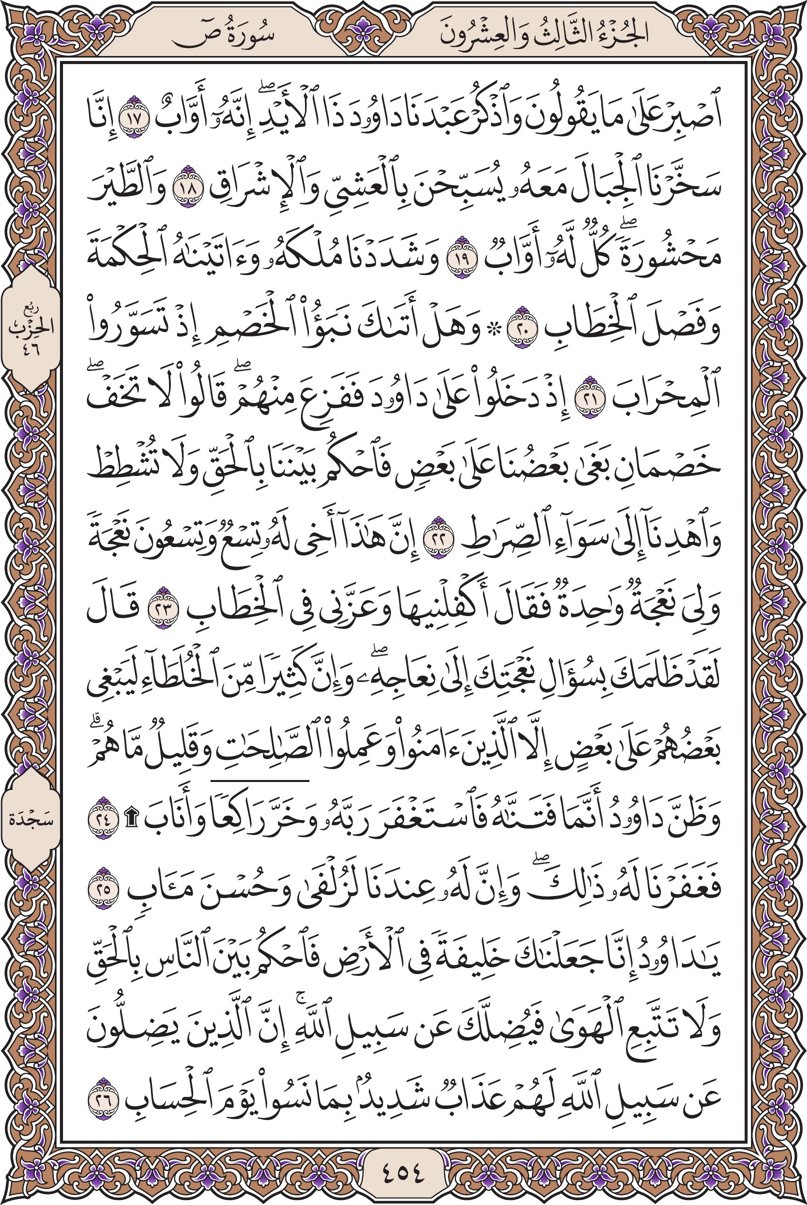 الجُزْءُ الثَّالِثُ وَالعِشْرُونَ
سُورَةُ صٓ
ٱصْبِرْ عَلَىٰ مَا يَقُولُونَ وَٱذْكُرْ عَبْدَنَا دَاوُۥدَ ذَا ٱلْأَيْدِۖ إِنَّهُۥٓ أَوَّابٌ ١٧ إِنَّا
سَخَّرْنَا ٱلْجِبَالَ مَعَهُۥ يُسَبِّحْنَ بِٱلْعَشِىِّ وَٱلْإِشْرَاقِ ١٨ وَٱلطَّيْرَ
مَحْشُورَةًۖ كُلٌّ لَّهُۥٓ أَوَّابٌ ١٩ وَشَدَدْنَا مُلْكَهُۥ وَءَاتَيْنَٰهُ ٱلْحِكْمَةَ
وَفَصْلَ ٱلْخِطَابِ ٢٠ ۞ وَهَلْ أَتَىٰكَ نَبَؤُا۟ ٱلْخَصْمِ إِذْ تَسَوَّرُوا۟
ٱلْمِحْرَابَ ٢١ إِذْ دَخَلُوا۟ عَلَىٰ دَاوُۥدَ فَفَزِعَ مِنْهُمْۖ قَالُوا۟ لَا تَخَفْۖ
خَصْمَانِ بَغَىٰ بَعْضُنَا عَلَىٰ بَعْضٍ فَٱحْكُم بَيْنَنَا بِٱلْحَقِّ وَلَا تُشْطِطْ
وَٱهْدِنَآ إِلَىٰ سَوَآءِ ٱلصِّرَٰطِ ٢٢ إِنَّ هَٰذَآ أَخِى لَهُۥ تِسْعٌ وَتِسْعُونَ نَعْجَةً
وَلِىَ نَعْجَةٌ وَٰحِدَةٌ فَقَالَ أَكْفِلْنِيهَا وَعَزَّنِى فِى ٱلْخِطَابِ ٢٣ قَالَ
لَقَدْ ظَلَمَكَ بِسُؤَالِ نَعْجَتِكَ إِلَىٰ نِعَاجِهِۦۖ وَإِنَّ كَثِيرًا مِّنَ ٱلْخُلَطَآءِ لَيَبْغِى
بَعْضُهُمْ عَلَىٰ بَعْضٍ إِلَّا ٱلَّذِينَ ءَامَنُوا۟ وَعَمِلُوا۟ ٱلصَّٰلِحَٰتِ وَقَلِيلٌ مَّا هُمْۗ
وَظَنَّ دَاوُۥدُ أَنَّمَا فَتَنَّٰهُ فَٱسْتَغْفَرَ رَبَّهُۥ وَخَرَّ رَاكِعًا وَأَنَابَ ۩ ٢٤
فَغَفَرْنَا لَهُۥ ذَٰلِكَۖ وَإِنَّ لَهُۥ عِندَنَا لَزُلْفَىٰ وَحُسْنَ مَـَٔابٍ ٢٥
يَٰدَاوُۥدُ إِنَّا جَعَلْنَٰكَ خَلِيفَةً فِى ٱلْأَرْضِ فَٱحْكُم بَيْنَ ٱلنَّاسِ بِٱلْحَقِّ
وَلَا تَتَّبِعِ ٱلْهَوَىٰ فَيُضِلَّكَ عَن سَبِيلِ ٱللَّهِۚ إِنَّ ٱلَّذِينَ يَضِلُّونَ
عَن سَبِيلِ ٱللَّهِ لَهُمْ عَذَابٌ شَدِيدٌۢ بِمَا نَسُوا۟ يَوْمَ ٱلْحِسَابِ ٢٦
رُبُع
الحِزْب
٤٦
سَجْدَة
٤٥٤